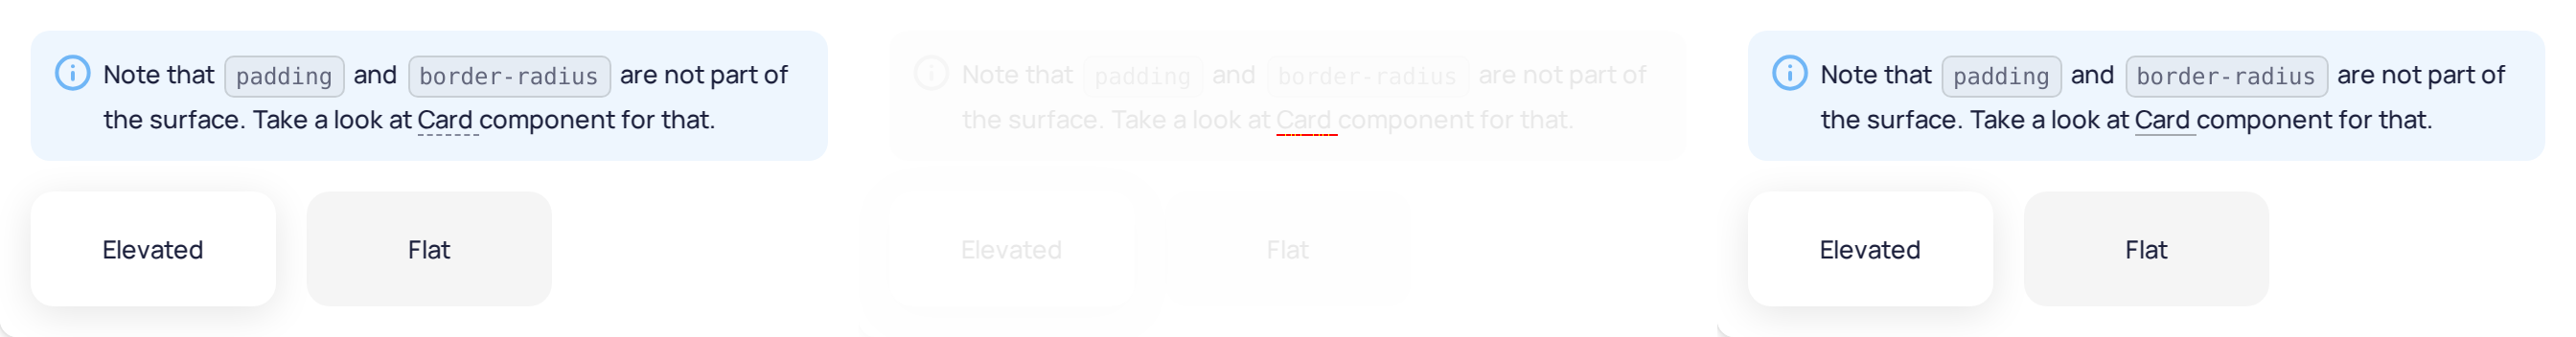 Note that padding and border-radius are not part of
the surface. Take a look at Card component for that.
Elevated Flat
Note that padding and border-radius are not part of
the surface. Take a look at Card component for that.
Elevated Flat
Note that padding and border-radius are not part of
the surface. Take a look at Card component for that.
Elevated Flat